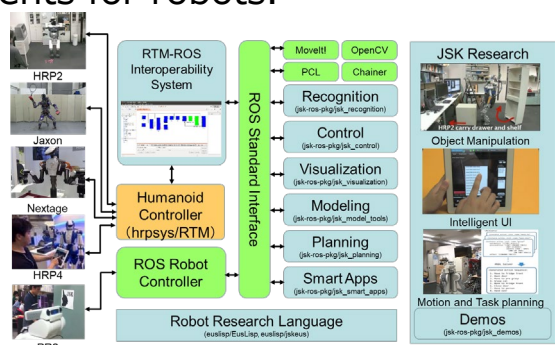 ents for robots.
HRP2
Jaxon
Nextage
HRP4
RTM-ROS
Interoperability
System
Humanoid
Controller
(hrpsys/RTM)
ROS Robot
Controller
ROS Standard Interface
MoveIt!
OpenCV
PCL
Chainer
Recognition
(jsk-ros-pkg/jsk_recognition)
Control
(jsk-ros-pkg/jsk_control)
Visualization
(jsk-ros-pkg/jsk_visualization)
Modeling
(jsk-ros-pkg/jsk_model_tools)
Planning
(jsk-ros-pkg/jsk_planning)
Smart Apps
(jsk-ros-pkg/jsk_smart_apps)
Robot Research Language
(euslisp/EusLisp, euslisp/jskeus)
JSK Research
HRP2 carry drawer and shelf
Object Manipulation
Intelligent UI
Motion and Task planning
Demos
(jsk-ros-pkg/jsk_demos)